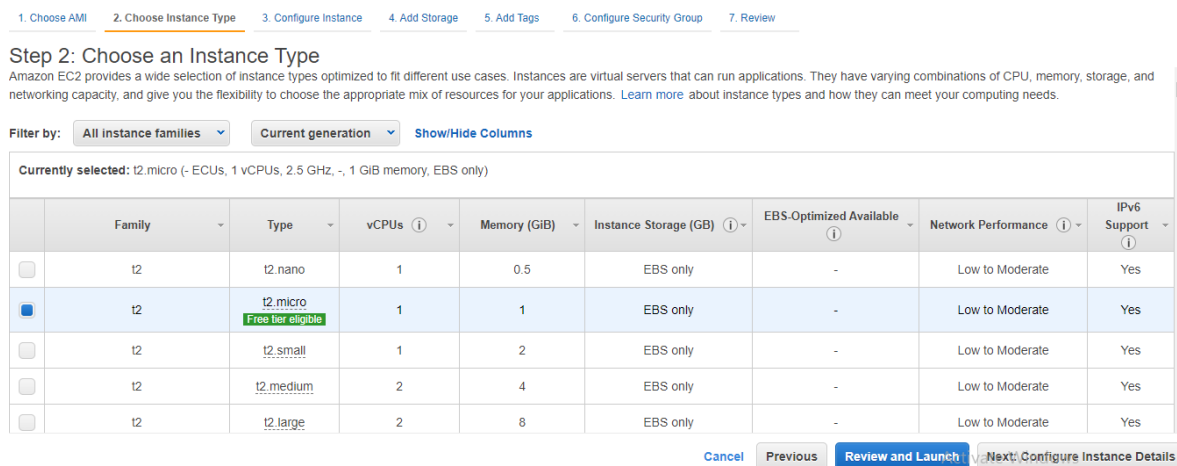 1. Choose AMI 2. Choose Instance Type 3. Configure Instance 4. Add Storage 5. Add Tags 6. Configure Security Group 7. Review
Step 2: Choose an Instance Type
Amazon EC2 provides a wide selection of instance types optimized to fit different use cases. Instances are virtual servers that can run applications. They have varying combinations of CPU, memory, storage, and
networking capacity, and give you the flexibility to choose the appropriate mix of resources for your applications. Learn more about instance types and how they can meet your computing needs.
Filter by: All instance families Current generation Show/Hide Columns
Currently selected: t2.micro (- ECUs, 1 vCPUs, 2.5 GHz, -, 1 GiB memory, EBS only)
Family Type vCPUs i Memory (GiB) Instance Storage (GB) i EBS-Optimized Available i Network Performance i IPv6 Support i
t2 t2.nano 1 0.5 EBS only - Low to Moderate Yes
t2 t2.micro Free tier eligible 1 1 EBS only - Low to Moderate Yes
t2 t2.small 1 2 EBS only - Low to Moderate Yes
t2 t2.medium 2 4 EBS only - Low to Moderate Yes
t2 t2.large 2 8 EBS only - Low to Moderate Yes
Cancel Previous Review and Launch Next: Configure Instance Details
Activate Windows